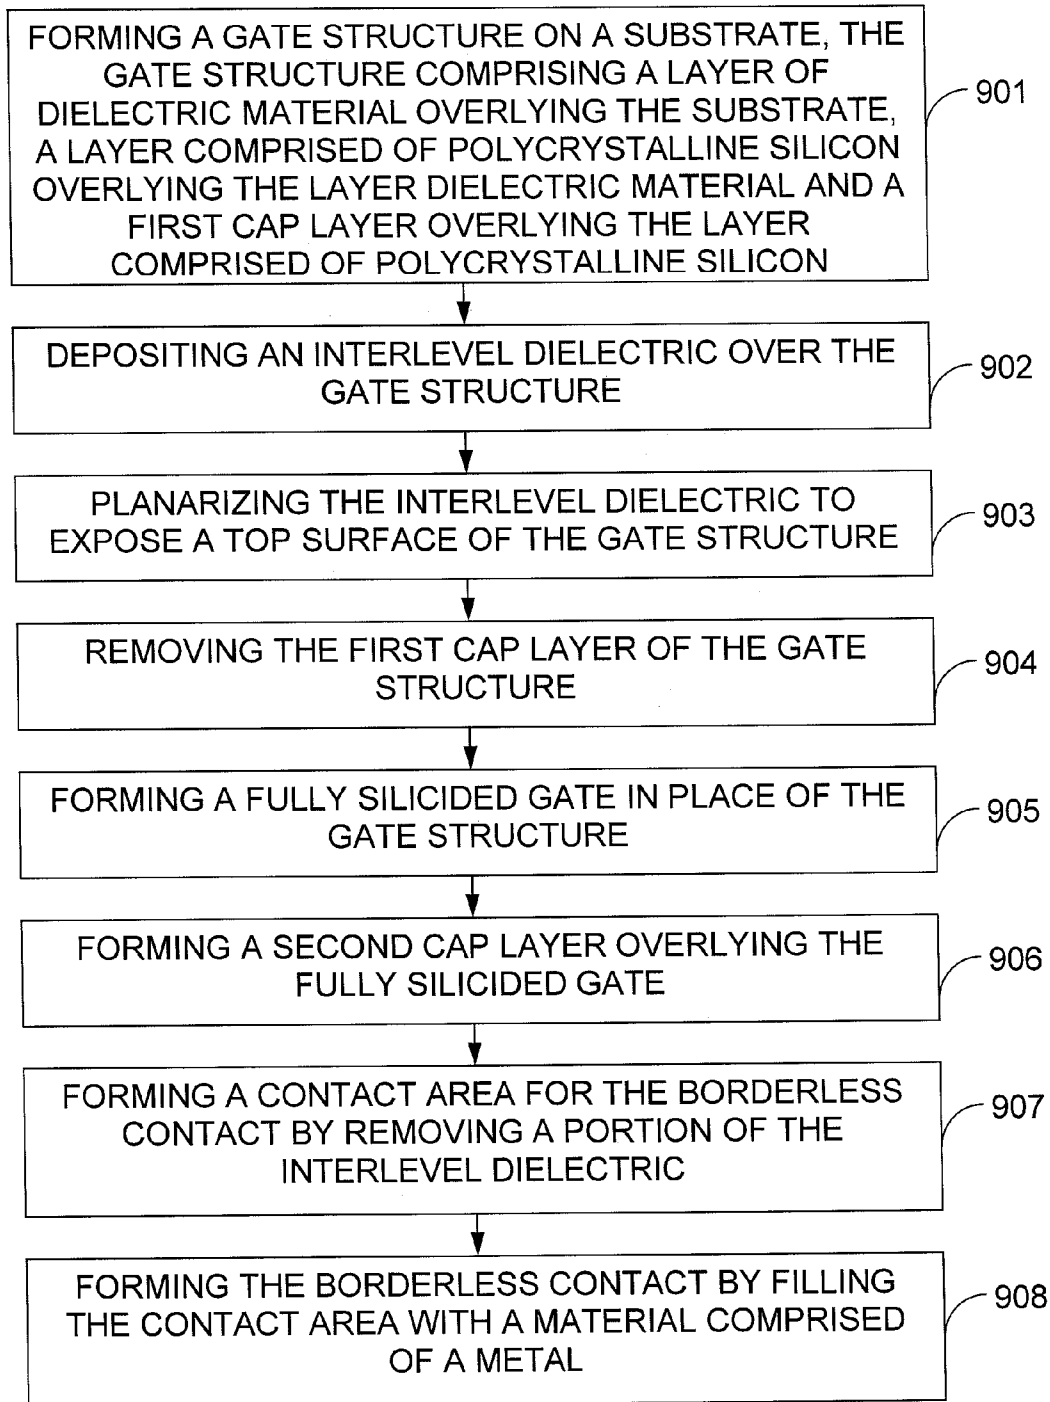 FORMING A GATE STRUCTURE ON A SUBSTRATE, THE
GATE STRUCTURE COMPRISING A LAYER OF
DIELECTRIC MATERIAL OVERLYING THE SUBSTRATE,
A LAYER COMPRISED OF POLYCRYSTALLINE SILICON
OVERLYING THE LAYER DIELECTRIC MATERIAL AND A
FIRST CAP LAYER OVERLYING THE LAYER
COMPRISED OF POLYCRYSTALLINE SILICON
901
DEPOSITING AN INTERLEVEL DIELECTRIC OVER THE
GATE STRUCTURE
902
PLANARIZING THE INTERLEVEL DIELECTRIC TO
EXPOSE A TOP SURFACE OF THE GATE STRUCTURE
903
REMOVING THE FIRST CAP LAYER OF THE GATE
STRUCTURE
904
FORMING A FULLY SILICIDED GATE IN PLACE OF THE
GATE STRUCTURE
905
FORMING A SECOND CAP LAYER OVERLYING THE
FULLY SILICIDED GATE
906
FORMING A CONTACT AREA FOR THE BORDERLESS
CONTACT BY REMOVING A PORTION OF THE
INTERLEVEL DIELECTRIC
907
FORMING THE BORDERLESS CONTACT BY FILLING
THE CONTACT AREA WITH A MATERIAL COMPRISED
OF A METAL
908